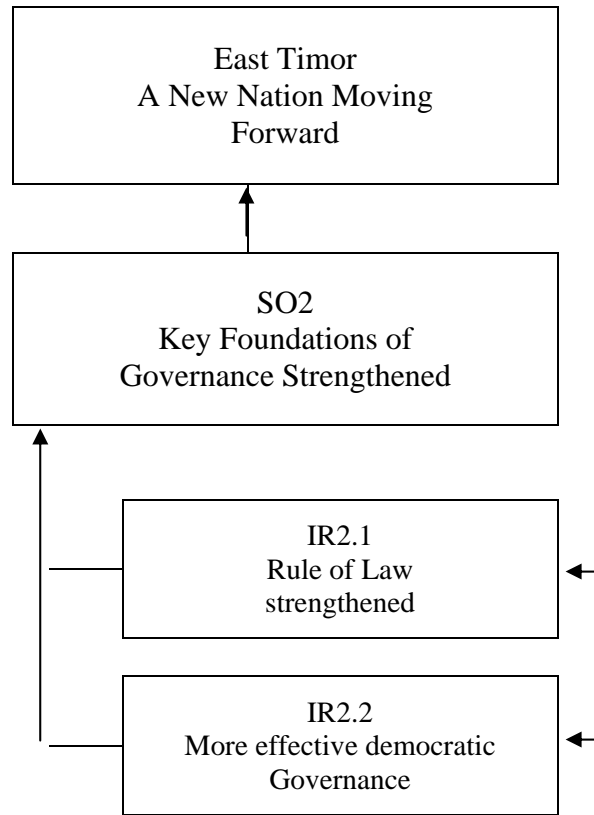 East Timor
A New Nation Moving
Forward
SO2
Key Foundations of
Governance Strengthened
IR2.1
Rule of Law
strengthened
IR2.2
More effective democratic
Governance